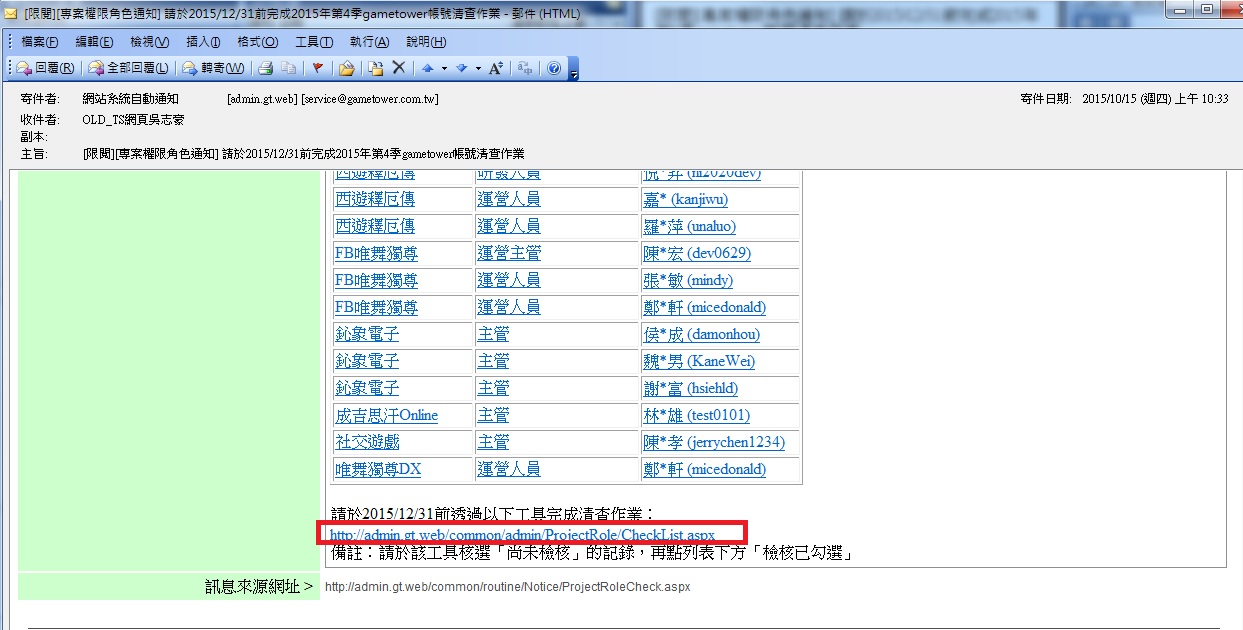 [限閱][專案權限角色通知] 請於2015/12/31前完成2015年第4季gametower帳號清查作業 - 郵件 (HTML)
檔案(F) 編輯(E) 檢視(V) 插入(I) 格式(O) 工具(T) 執行(A) 說明(H)
回覆(R) 全部回覆(L) 轉寄(W)
寄件者: 網站系統自動通知 [admin.gt.web] [service@gametower.com.tw] 寄件日期: 2015/10/15 (週四) 上午 10:33
收件者: OLD_TS網頁吳志豪
副本:
主旨: [限閱][專案權限角色通知] 請於2015/12/31前完成2015年第4季gametower帳號清查作業
西遊釋厄傳 研發人員 倪*昇 (ni2020dev)
西遊釋厄傳 運營人員 嘉* (kanjiwu)
西遊釋厄傳 運營人員 羅*萍 (unaluo)
FB唯舞獨尊 運營主管 陳*宏 (dev0629)
FB唯舞獨尊 運營人員 張*敏 (mindy)
FB唯舞獨尊 運營人員 鄭*軒 (micedonald)
鈊象電子 主管 侯*成 (damonhou)
鈊象電子 主管 魏*男 (KaneWei)
鈊象電子 主管 謝*富 (hsiehld)
成吉思汗Online 主管 林*雄 (test0101)
社交遊戲 主管 陳*孝 (jerrychen1234)
唯舞獨尊DX 運營人員 鄭*軒 (micedonald)
請於2015/12/31前透過以下工具完成清查作業：
http://admin.gt.web/common/admin/ProjectRole/CheckList.aspx
備註：請於該工具核選「尚未檢核」的記錄，再點列表下方「檢核已勾選」
訊息來源網址 > http://admin.gt.web/common/routine/Notice/ProjectRoleCheck.aspx